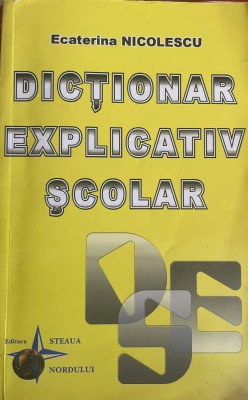 Ecaterina NICOLESCU
DICȚIONAR
EXPLICATIV
ȘCOLAR
DSE
Editura STEAUA
NORDULUI